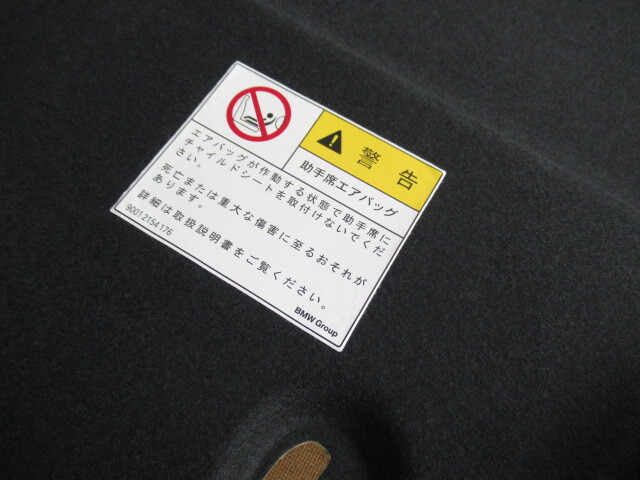 警告
助手席エアバッグ
エアバッグが作動する状態で助手席に
チャイルドシートを取付けないでくだ
さい。
死亡または重大な傷害に至るおそれが
あります。
詳細は取扱説明書をご覧ください。
90012154176
BMW Group